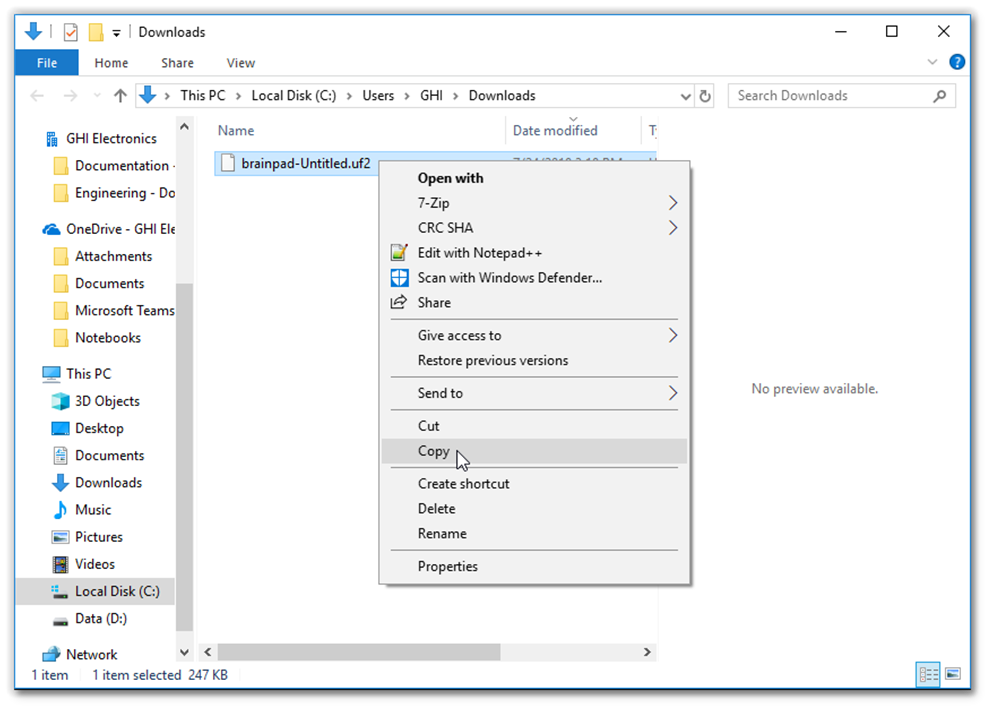 Downloads
File Home Share View
This PC > Local Disk (C:) > Users > GHI > Downloads
Search Downloads
GHI Electronics
Documentation
Engineering - Do
OneDrive - GHI Ele
Attachments
Documents
Microsoft Teams
Notebooks
This PC
3D Objects
Desktop
Documents
Downloads
Music
Pictures
Videos
Local Disk (C:)
Data (D:)
Network
Name Date modified
brainpad-Untitled.uf2
Open with
7-Zip
CRC SHA
Edit with Notepad++
Scan with Windows Defender...
Share
Give access to
Restore previous versions
Send to
Cut
Copy
Create shortcut
Delete
Rename
Properties
No preview available.
1 item 1 item selected 247 KB